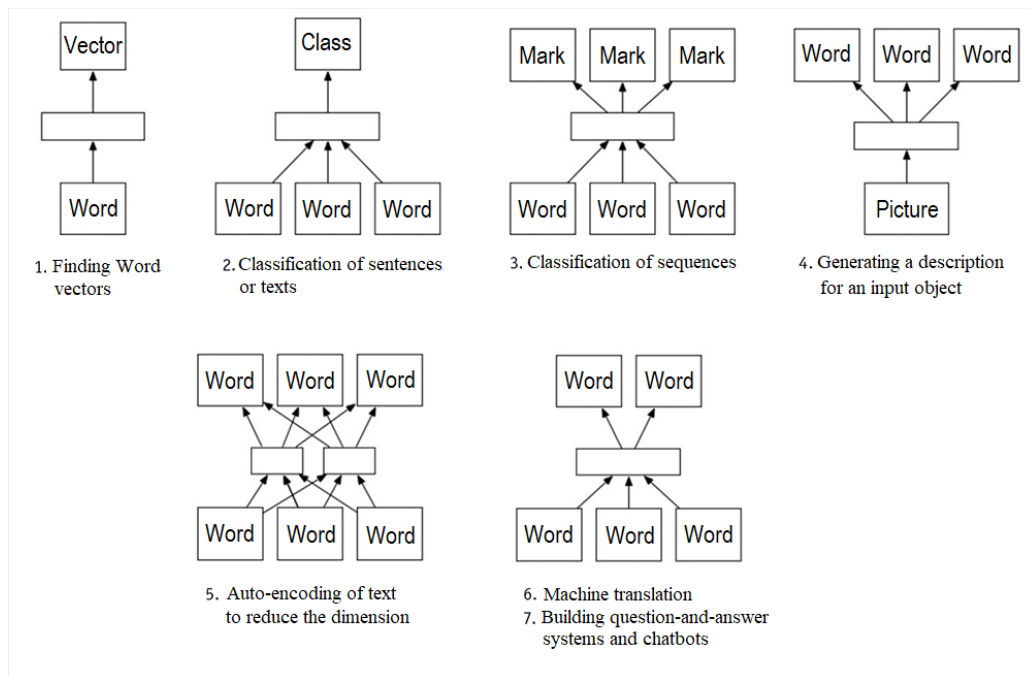 Vector
Class
Mark Mark Mark
Word Word Word
Word
Word Word Word
Word Word Word
Picture
1. Finding Word
vectors
2. Classification of sentences
or texts
3. Classification of sequences
4. Generating a description
for an input object
Word Word Word
Word Word
Word Word Word
Word Word Word
5. Auto-encoding of text
to reduce the dimension
6. Machine translation
7. Building question-and-answer
systems and chatbots